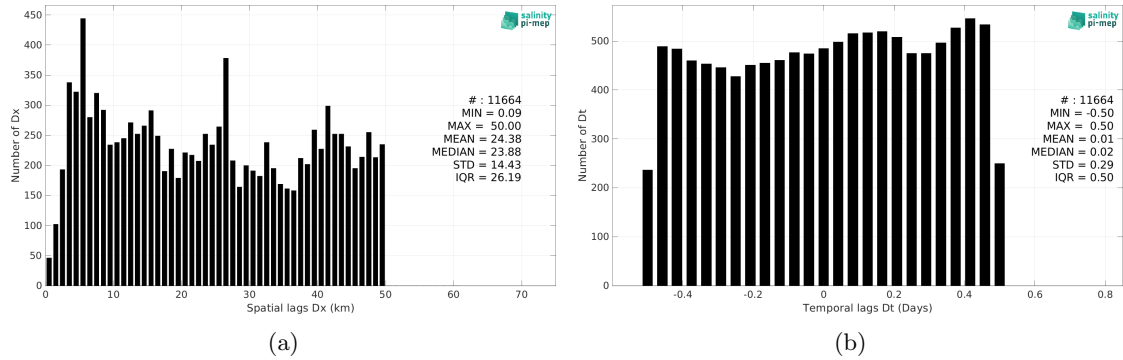 salinity
pi-mep
Number of Dx
450
400
350
300
250
200
150
100
50
0
# : 11664
MIN = 0.09
MAX = 50.00
MEAN = 24.38
MEDIAN = 23.88
STD = 14.43
IQR = 26.19
0 10 20 30 40 50 60 70
Spatial lags Dx (km)
(a)
salinity
pi-mep
Number of Dt
500
400
300
200
100
0
# : 11664
MIN = -0.50
MAX = 0.50
MEAN = 0.01
MEDIAN = 0.02
STD = 0.29
IQR = 0.50
-0.4 -0.2 0 0.2 0.4 0.6 0.8
Temporal lags Dt (Days)
(b)